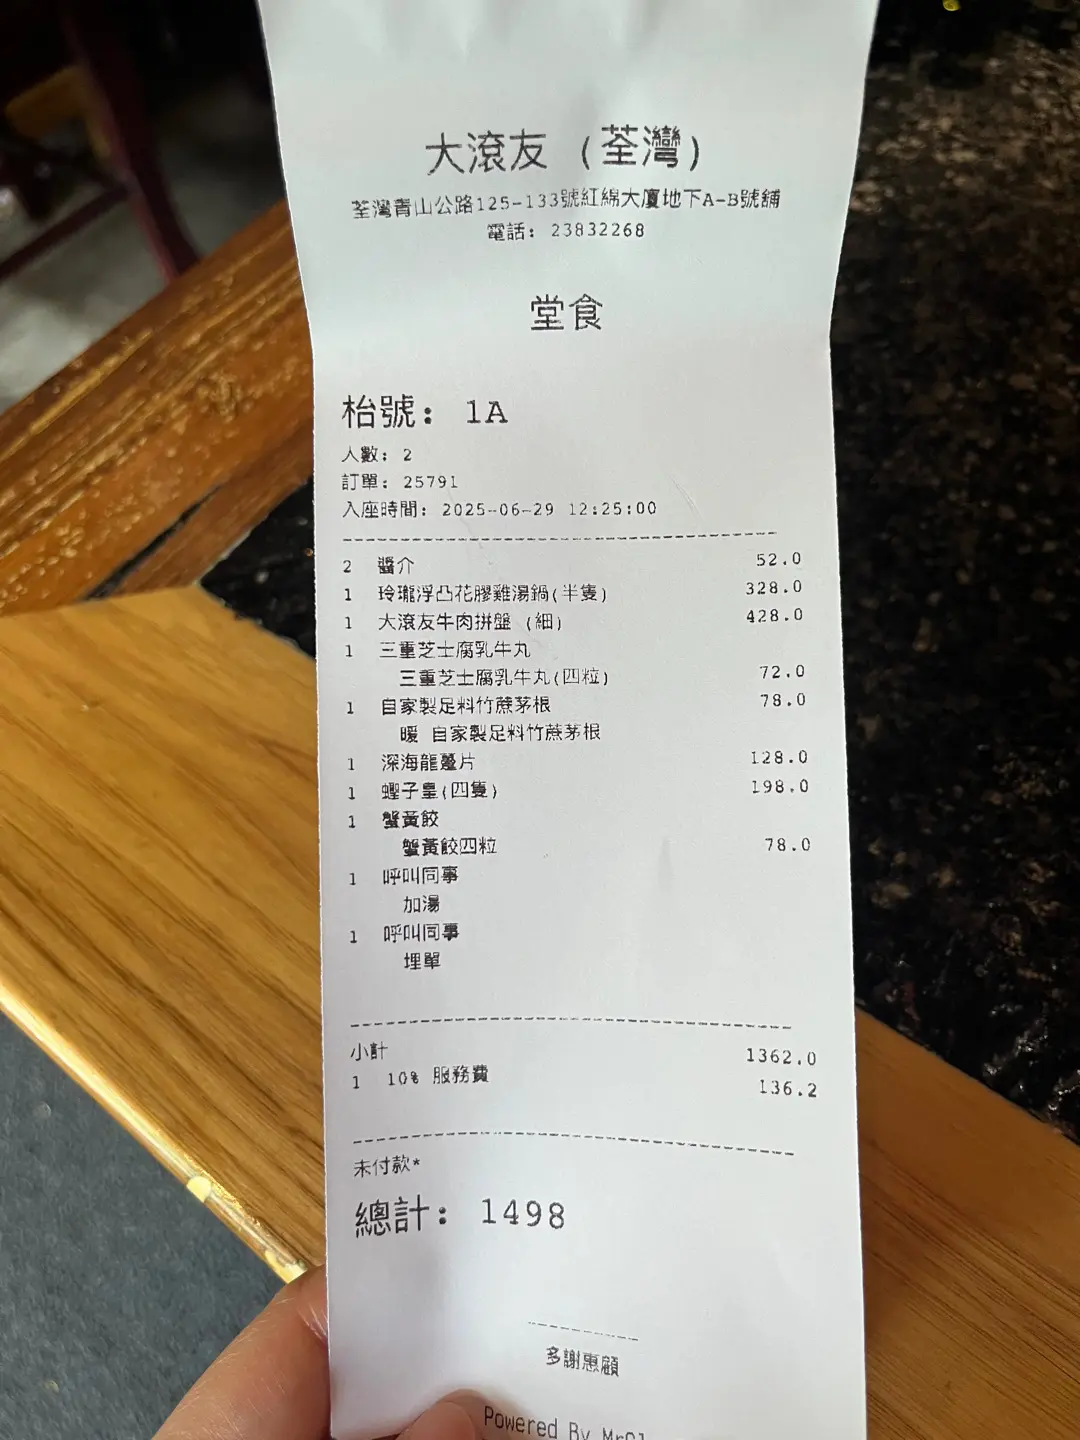 大滾友 (荃灣)
荃灣青山公路125-133號紅綿大廈地下A-B號舖
電話: 23832268
堂食
枱號: 1A
人數: 2
訂單: 25791
入座時間: 2025-06-29 12:25:00
2 醬介 52.0
1 玲瓏浮凸花膠雞湯鍋(半隻) 328.0
1 大滾友牛肉拼盤 (細) 428.0
1 三重芝士腐乳牛丸
三重芝士腐乳牛丸(四粒) 72.0
1 自家製足料竹蔗茅根 78.0
暖 自家製足料竹蔗茅根
1 深海龍躉片 128.0
1 蟶子皇(四隻) 198.0
1 蟹黃餃
蟹黃餃四粒 78.0
1 呼叫同事
加湯
1 呼叫同事
埋單
小計 1362.0
1 10% 服務費 136.2
未付款*
總計: 1498
多謝惠顧
Powered By